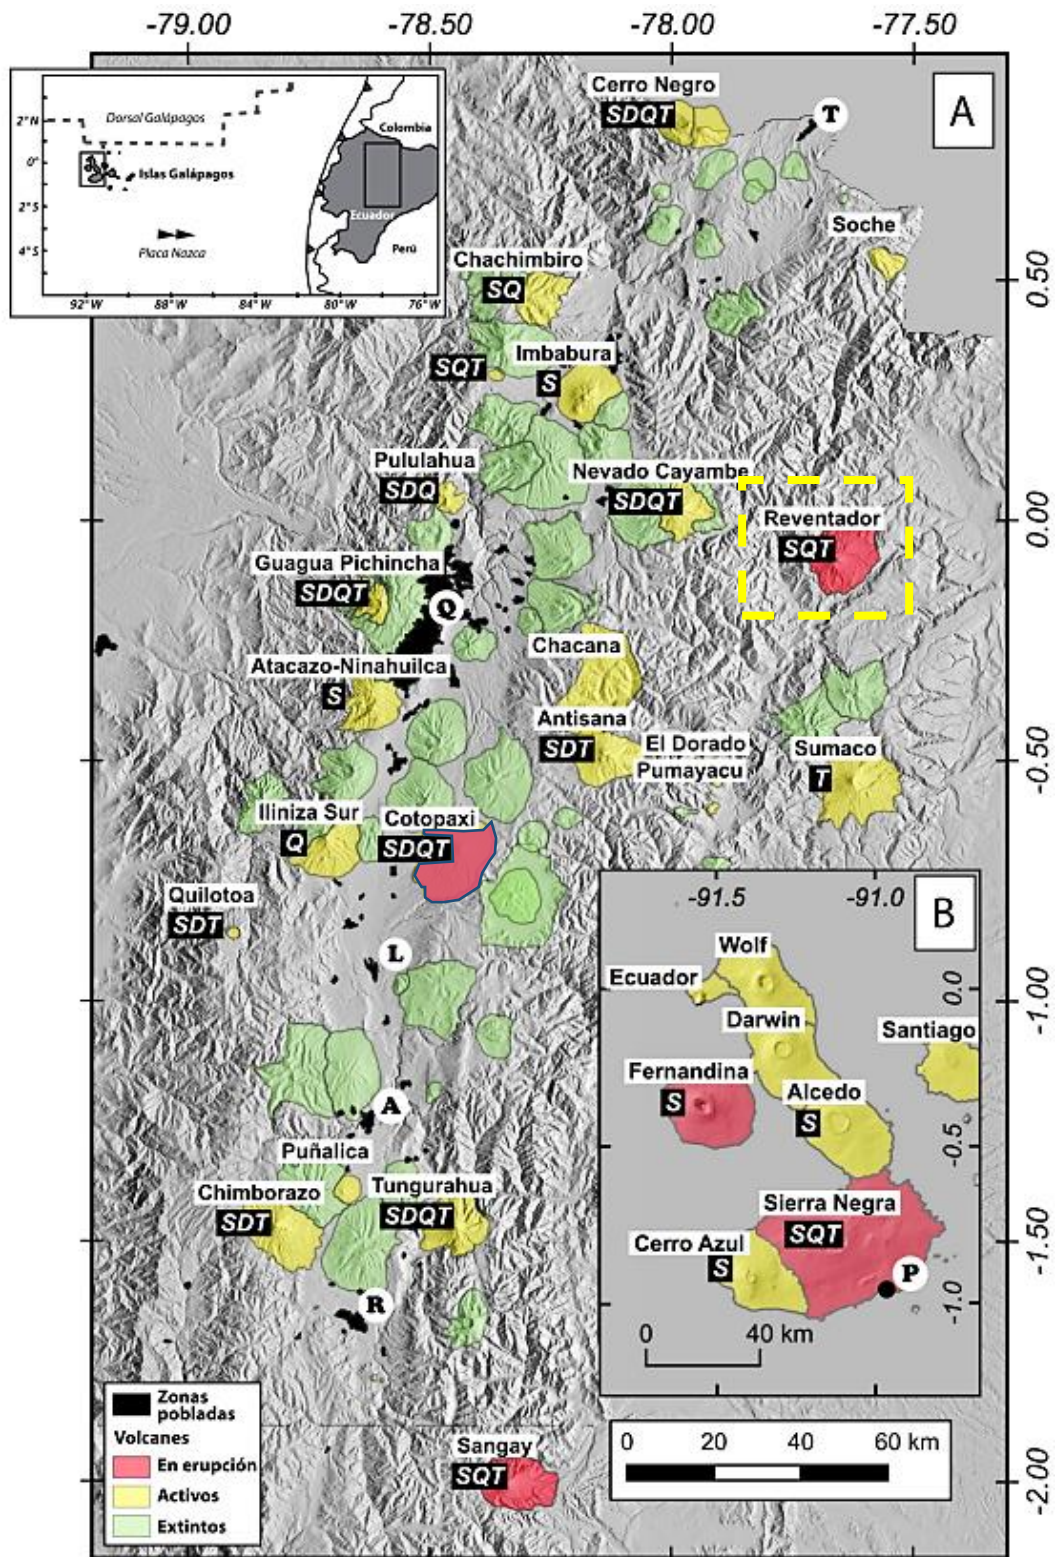 -79.00
-78.50
-78.00
-77.50
A
2°N
0°
2°S
4°S
Dorsal Galápagos
Islas Galápagos
Placa Nazca
Colombia
Ecuador
Perú
92°W
88°W
80°W
79°W
76°W
Cerro Negro
SDQT
T
Soche
Chachimbiro
SQ
0.50
SQT
Imbabura
S
Pululahua
SDQ
Nevado Cayambe
SDQT
Reventador
SQT
0.00
Guagua Pichincha
SDQT
Q
Chacana
Atacazo-Ninahuilca
S
Antisana
SDT
El Dorado
Pumayacu
Sumaco
T
-0.50
Iliniza Sur
Q
Cotopaxi
SDQT
Quilotoa
SDT
L
-1.00
A
Puñalica
Chimborazo
SDT
Tungurahua
SDQT
-1.50
R
Sangay
SQT
-2.00
-91.5
-91.0
B
Wolf
Ecuador
0.0
Darwin
Santiago
Fernandina
S
Alcedo
S
-0.5
Sierra Negra
SQT
Cerro Azul
S
P
-1.0
0 40 km
Zonas
pobladas
Volcanes
En erupción
Activos
Extintos
0 20 40 60 km